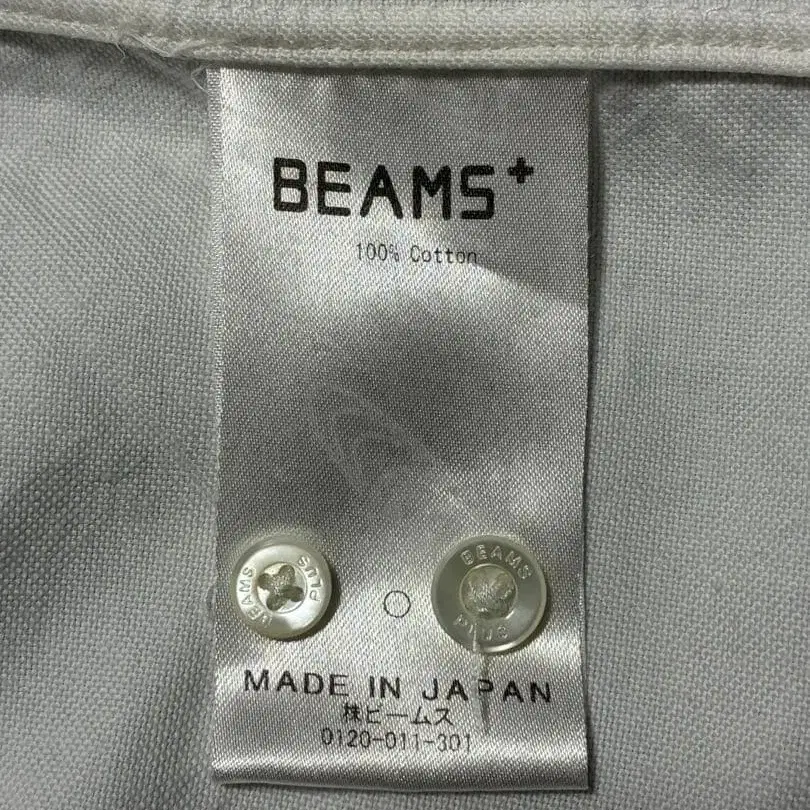 BEAMS+
100% Cotton
BEAMS PLUS
BEAMS PLUS
MADE IN JAPAN
株ビームス
0120-011-301